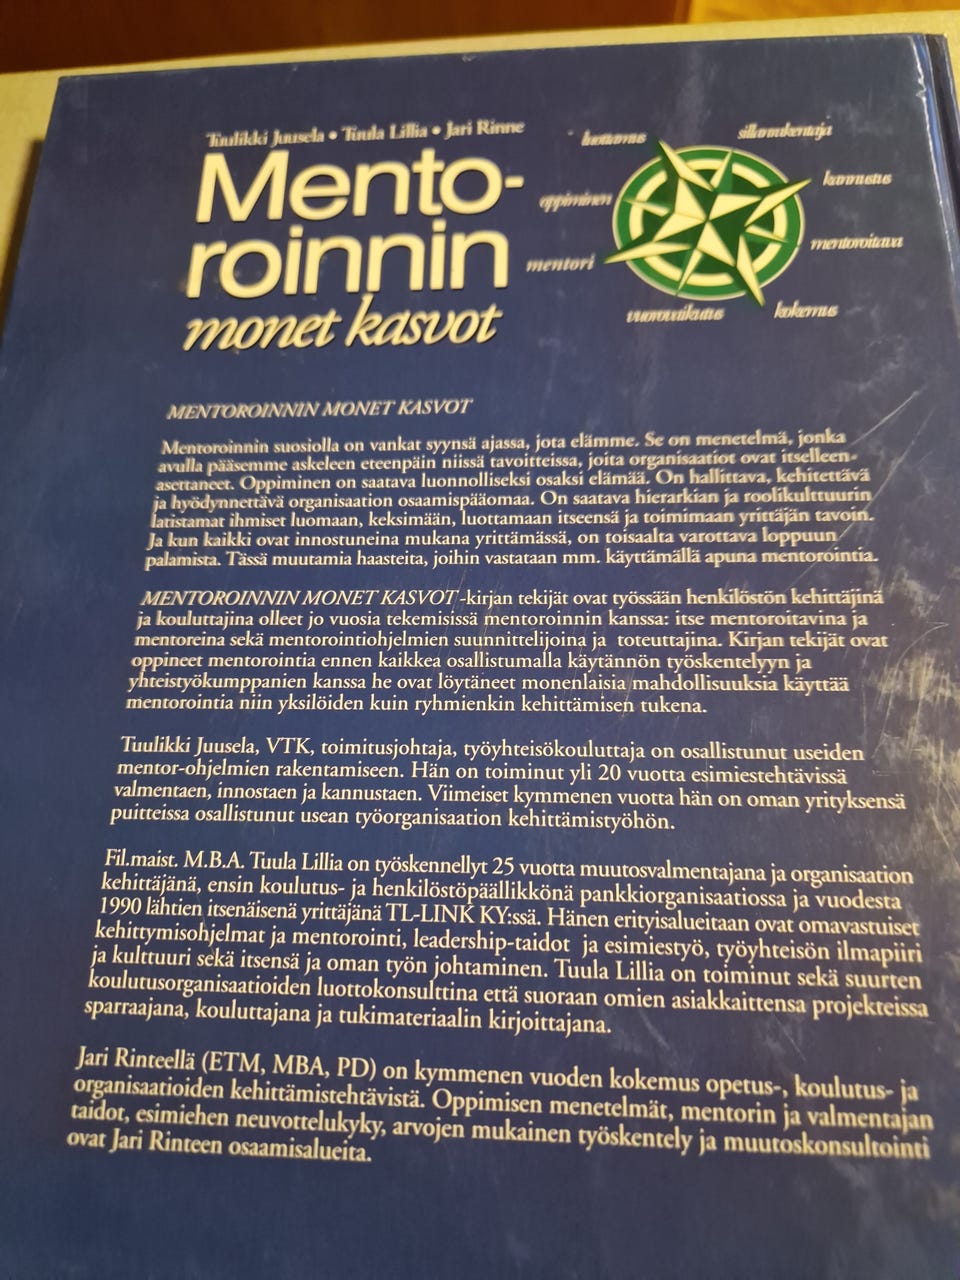 Tuulikki Juusela • Tuula Lillia • Jari Rinne
Mento-
roinnin
monet kasvot
luottamus
sillanrakentaja
oppiminen
kannustus
mentori
mentoroitava
vuorovaikutus
kokemus
MENTOROINNIN MONET KASVOT
Mentoroinnin suosiolla on vankat syynsä ajassa, jota elämme. Se on menetelmä, jonka
avulla pääsemme askeleen eteenpäin niissä tavoitteissa, joita organisaatiot ovat itselleen
asettaneet. Oppiminen on saatava luonnolliseksi osaksi elämää. On hallittava, kehitettävä
ja hyödynnettävä organisaation osaamispääomaa. On saatava hierarkian ja roolikulttuurin
latistamat ihmiset luomaan, keksimään, luottamaan itseensä ja toimimaan yrittäjän tavoin.
Ja kun kaikki ovat innostuneina mukana yrittämässä, on toisaalta varottava loppuun
palamista. Tässä muutamia haasteita, joihin vastataan mm. käyttämällä apuna mentorointia.
MENTOROINNIN MONET KASVOT -kirjan tekijät ovat työssään henkilöstön kehittäjinä
ja kouluttajina olleet jo vuosia tekemisissä mentoroinnin kanssa: itse mentoroitavina ja
mentoreina sekä mentorointiohjelmien suunnittelijoina ja toteuttajina. Kirjan tekijät ovat
oppineet mentorointia ennen kaikkea osallistumalla käytännön työskentelyyn ja
yhteistyökumppanien kanssa he ovat löytäneet monenlaisia mahdollisuuksia käyttää
mentorointia niin yksilöiden kuin ryhmienkin kehittämisen tukena.
Tuulikki Juusela, VTK, toimitusjohtaja, työyhteisökouluttaja on osallistunut useiden
mentor-ohjelmien rakentamiseen. Hän on toiminut yli 20 vuotta esimiestehtävissä
valmentaen, innostaen ja kannustaen. Viimeiset kymmenen vuotta hän on oman yrityksensä
puitteissa osallistunut usean työorganisaation kehittämistyöhön.
Fil.maist. M.B.A. Tuula Lillia on työskennellyt 25 vuotta muutosvalmentajana ja organisaation
kehittäjänä, ensin koulutus- ja henkilöstöpäällikkönä pankkiorganisaatiossa ja vuodesta
1990 lähtien itsenäisenä yrittäjänä TL-LINK KY:ssä. Hänen erityisalueitaan ovat omavastuiset
kehittymisohjelmat ja mentorointi, leadership-taidot ja esimiestyö, työyhteisön ilmapiiri
ja kulttuuri sekä itsensä ja oman työn johtaminen. Tuula Lillia on toiminut sekä suurten
koulutusorganisaatioiden luottokonsulttina että suoraan omien asiakkaittensa projekteissa
sparraajana, kouluttajana ja tukimateriaalin kirjoittajana.
Jari Rinteellä (ETM, MBA, PD) on kymmenen vuoden kokemus opetus-, koulutus- ja
organisaatioiden kehittämistehtävistä. Oppimisen menetelmät, mentorin ja valmentajan
taidot, esimiehen neuvottelukyky, arvojen mukainen työskentely ja muutoskonsultointi
ovat Jari Rinteen osaamisalueita.